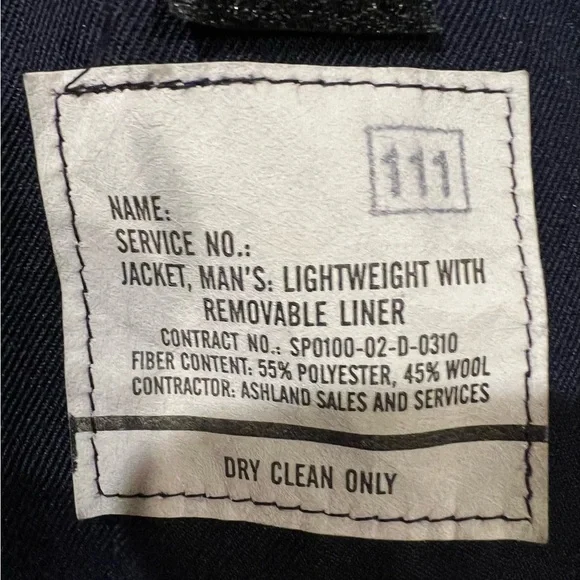 111
NAME:
SERVICE NO.:
JACKET, MAN'S: LIGHTWEIGHT WITH
REMOVABLE LINER
CONTRACT NO.: SP0100-02-D-0310
FIBER CONTENT: 55% POLYESTER, 45% WOOL
CONTRACTOR: ASHLAND SALES AND SERVICES
DRY CLEAN ONLY